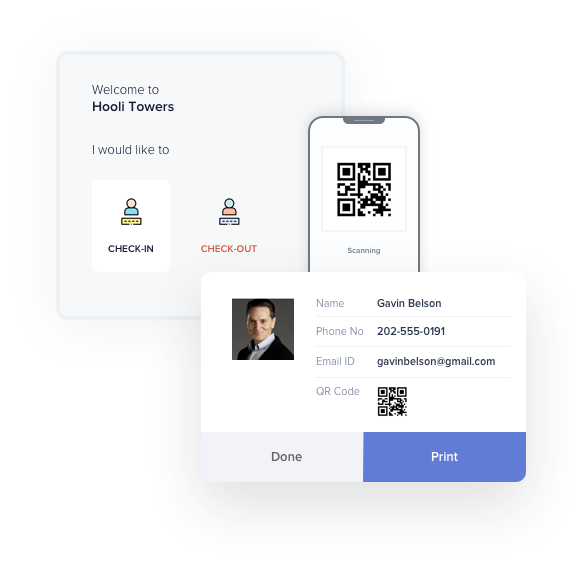 Welcome to
Hooli Towers
I would like to
CHECK-IN
CHECK-OUT
Scanning
Name Gavin Belson
Phone No 202-555-0191
Email ID gavinbelson@gmail.com
QR Code
Done
Print